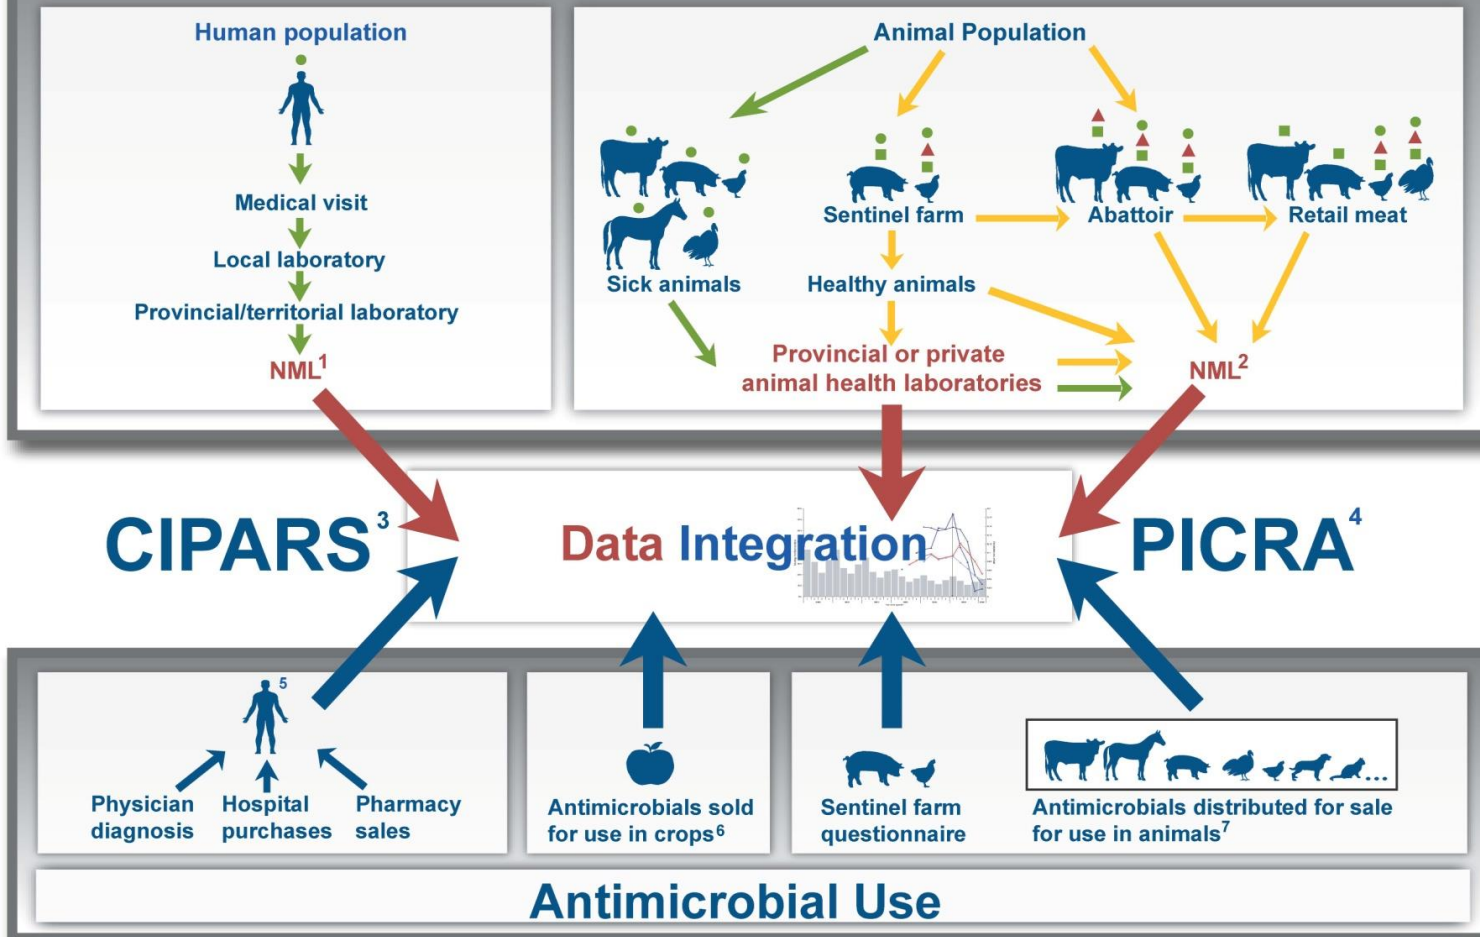 Human population
Medical visit
Local laboratory
Provincial/territorial laboratory
NML1
Animal Population
Sick animals
Sentinel farm
Abattoir
Retail meat
Healthy animals
Provincial or private
animal health laboratories
NML2
CIPARS3
Data Integration
PICRA4
5
Physician
diagnosis
Hospital
purchases
Pharmacy
sales
Antimicrobials sold
for use in crops6
Sentinel farm
questionnaire
...
Antimicrobials distributed for sale
for use in animals7
Antimicrobial Use